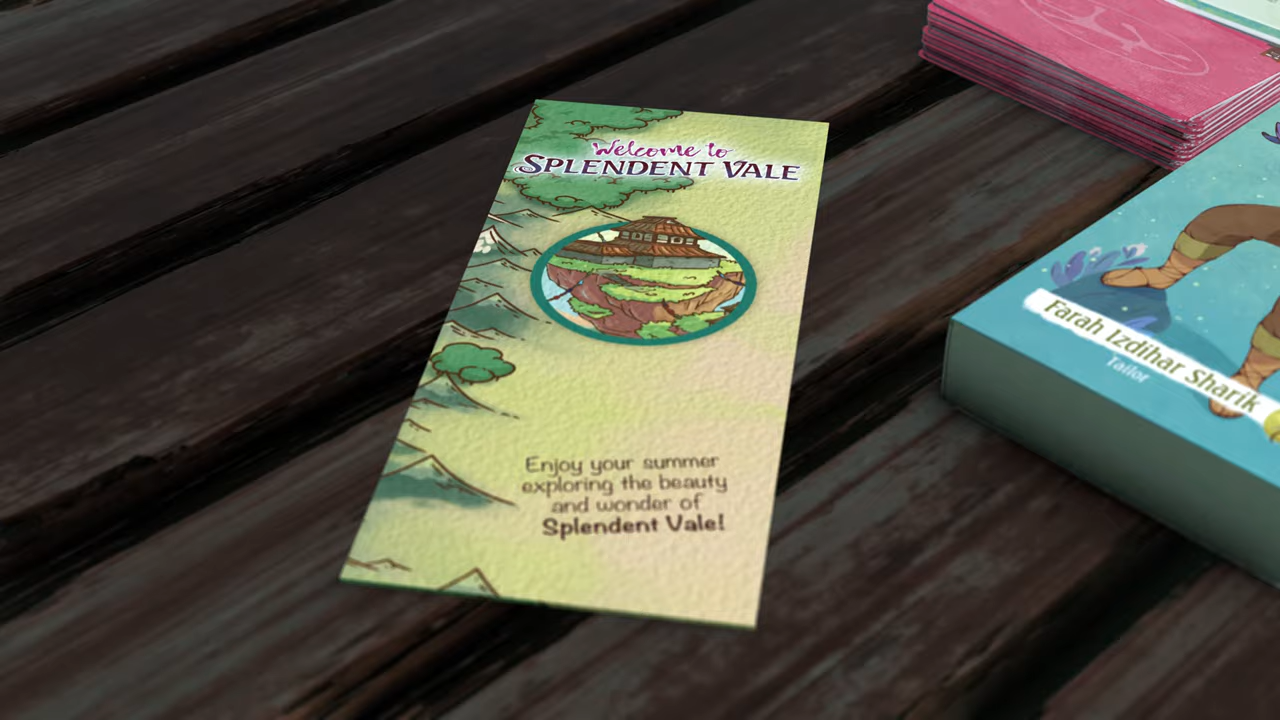 Welcome to
SPLENDENT VALE
Enjoy your summer
exploring the beauty
and wonder of
Splendent Vale!
Farah Izdihar Sharik
Tailor